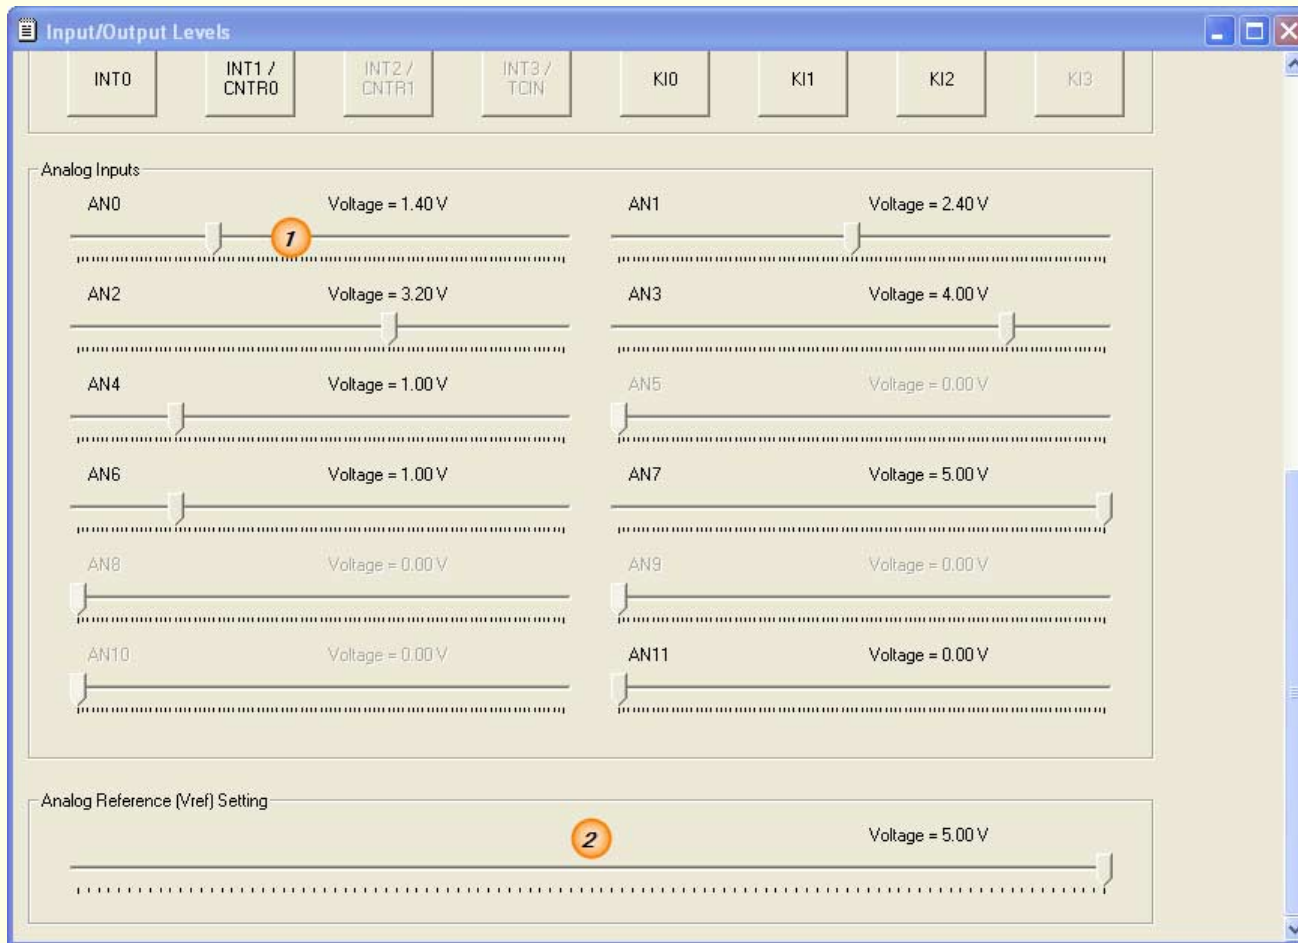 Input/Output Levels
INT0
INT1 /
CNTR0
INT2 /
CNTR1
INT3 /
TCIN
KI0
KI1
KI2
KI3
Analog Inputs
AN0 Voltage = 1.40 V
AN1 Voltage = 2.40 V
1
AN2 Voltage = 3.20 V
AN3 Voltage = 4.00 V
AN4 Voltage = 1.00 V
AN5 Voltage = 0.00 V
AN6 Voltage = 1.00 V
AN7 Voltage = 5.00 V
AN8 Voltage = 0.00 V
AN9 Voltage = 0.00 V
AN10 Voltage = 0.00 V
AN11 Voltage = 0.00 V
Analog Reference (Vref) Setting
2
Voltage = 5.00 V